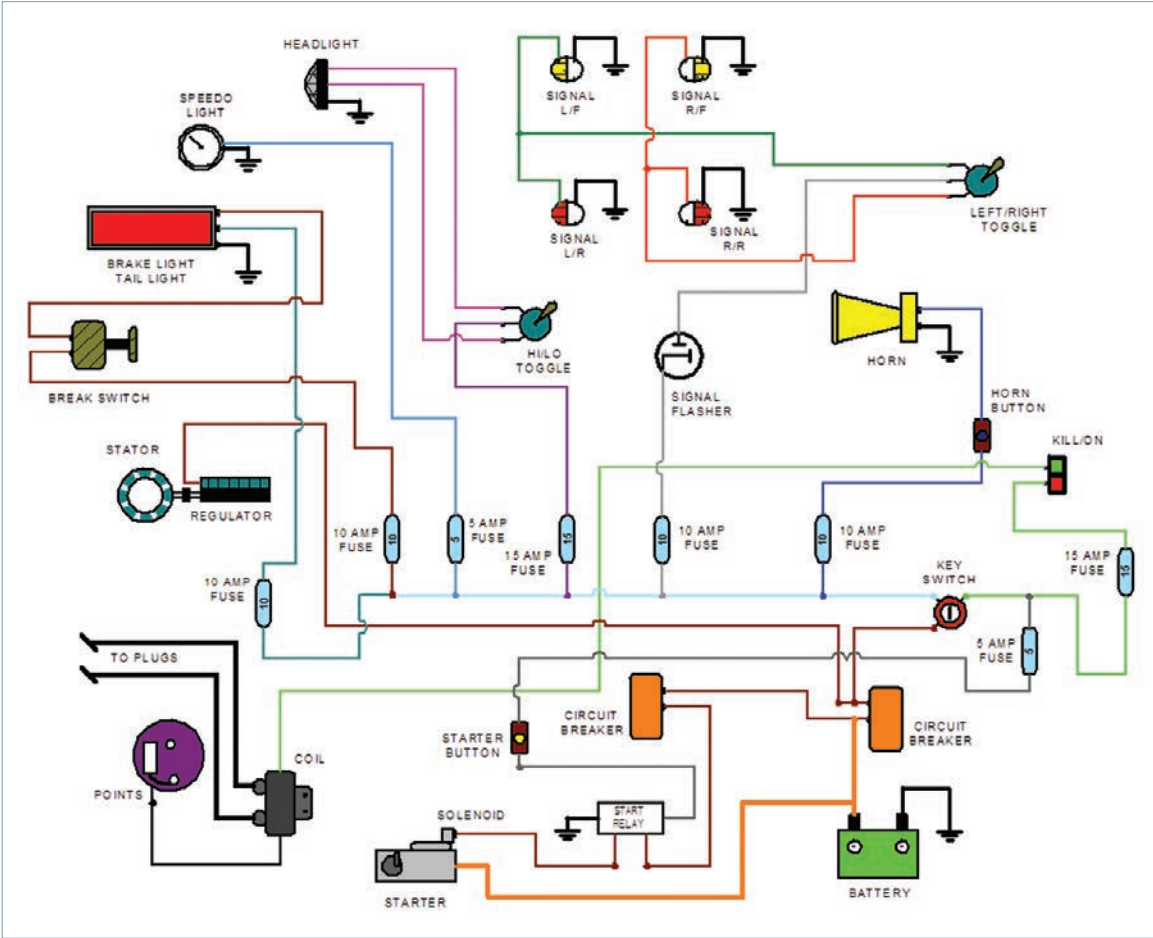 HEADLIGHT
SPEEDO
LIGHT
SIGNAL
L/F
SIGNAL
R/F
LEFT/RIGHT
TOGGLE
SIGNAL
L/R
SIGNAL
R/R
BRAKE LIGHT
TAIL LIGHT
HI/LO
TOGGLE
HORN
BREAK SWITCH
SIGNAL
FLASHER
HORN
BUTTON
KILL/ON
STATOR
REGULATOR
10 AMP
FUSE
10
5 AMP
FUSE
5
15 AMP
FUSE
15
10 AMP
FUSE
10
10 AMP
FUSE
10
15 AMP
FUSE
15
KEY
SWITCH
10 AMP
FUSE
10
5 AMP
FUSE
5
TO PLUGS
CIRCUIT
BREAKER
CIRCUIT
BREAKER
STARTER
BUTTON
COIL
POINTS
SOLENOID
START
RELAY
STARTER
BATTERY